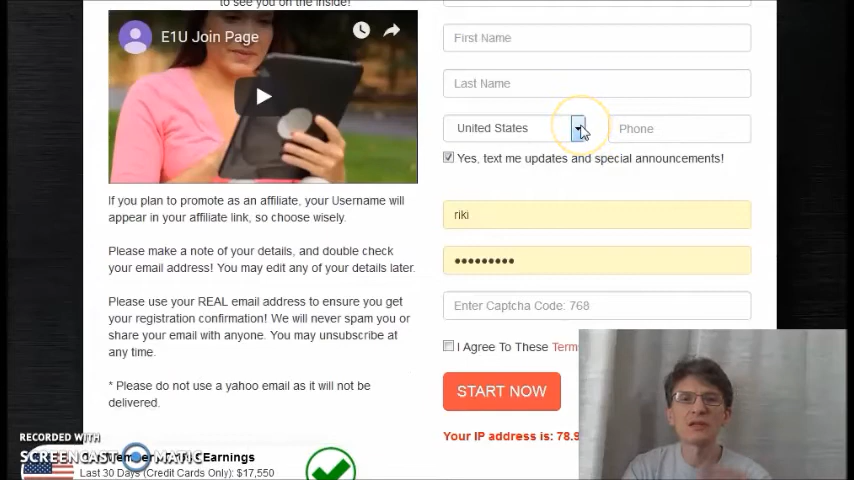 to see you on the inside!
E1U Join Page
First Name
Last Name
United States
Phone
Yes, text me updates and special announcements!
If you plan to promote as an affiliate, your Username will
appear in your affiliate link, so choose wisely.
Please make a note of your details, and double check
your email address! You may edit any of your details later.
Please use your REAL email address to ensure you get
your registration confirmation! We will never spam you or
share your email with anyone. You may unsubscribe at
any time.
* Please do not use a yahoo email as it will not be
delivered.
riki
Enter Captcha Code: 768
I Agree To These Terms
START NOW
Your IP address is: 78.9
RECORDED WITH
SCREENCAST MATIC
Earnings
Last 30 Days (Credit Cards Only): $17,550